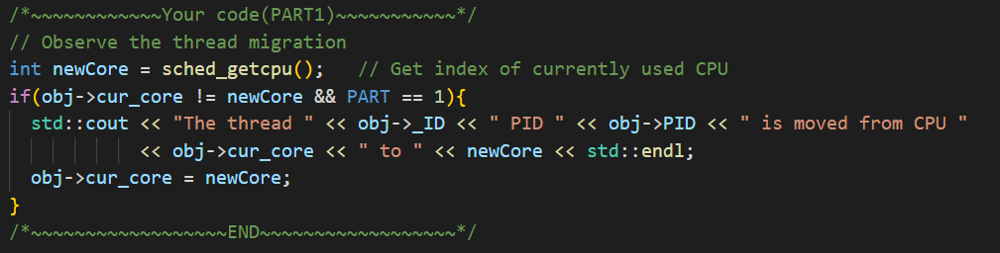 /*~~~~~~~~~~~~Your code(PART1)~~~~~~~~~~~*/
// Observe the thread migration
int newCore = sched_getcpu();   // Get index of currently used CPU
if(obj->cur_core != newCore && PART == 1){
  std::cout << "The thread " << obj->_ID << " PID " << obj->PID << " is moved from CPU "
            << obj->cur_core << " to " << newCore << std::endl;
  obj->cur_core = newCore;
}
/*~~~~~~~~~~~~~~~~~~END~~~~~~~~~~~~~~~~~~*/